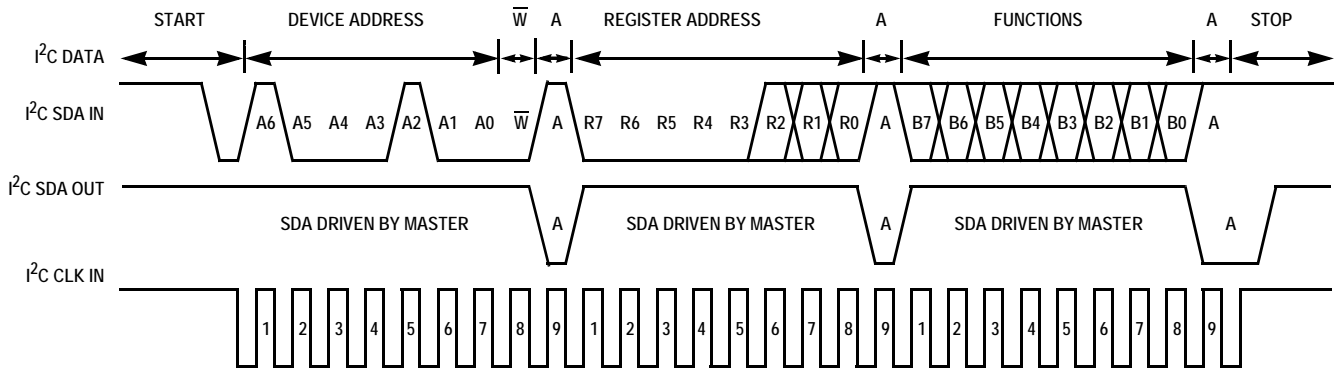 START DEVICE ADDRESS W̅ A REGISTER ADDRESS A FUNCTIONS A STOP
I²C DATA
I²C SDA IN A6 A5 A4 A3 A2 A1 A0 W̅ A R7 R6 R5 R4 R3 R2 R1 R0 A B7 B6 B5 B4 B3 B2 B1 B0 A
I²C SDA OUT
SDA DRIVEN BY MASTER A SDA DRIVEN BY MASTER A SDA DRIVEN BY MASTER A
I²C CLK IN
1 2 3 4 5 6 7 8 9 1 2 3 4 5 6 7 8 9 1 2 3 4 5 6 7 8 9